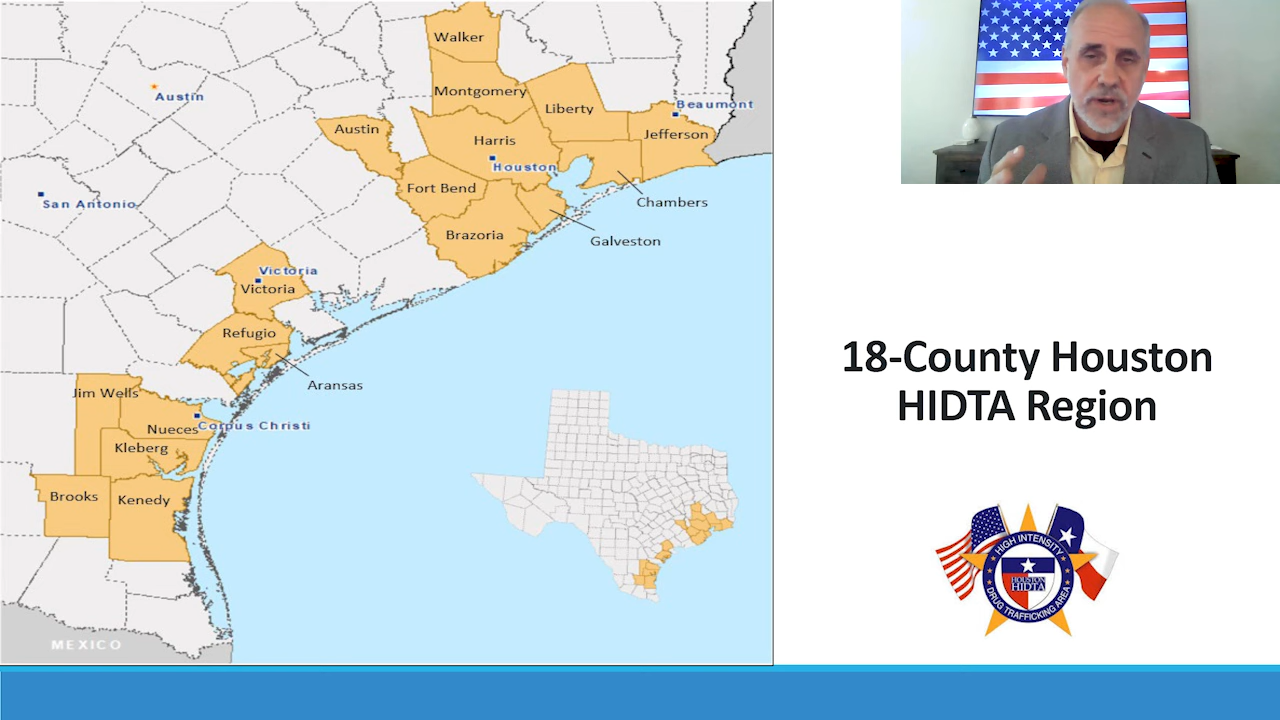 Walker
Montgomery
Liberty
Beaumont
Jefferson
Austin
Austin
Harris
Houston
Fort Bend
San Antonio
Chambers
Brazoria
Galveston
Victoria
Victoria
Refugio
Aransas
Jim Wells
Nueces
Corpus Christi
Kleberg
Brooks
Kenedy
MEXICO
18-County Houston
HIDTA Region
HIGH INTENSITY
HOUSTON
HIDTA
DRUG TRAFFICKING AREA